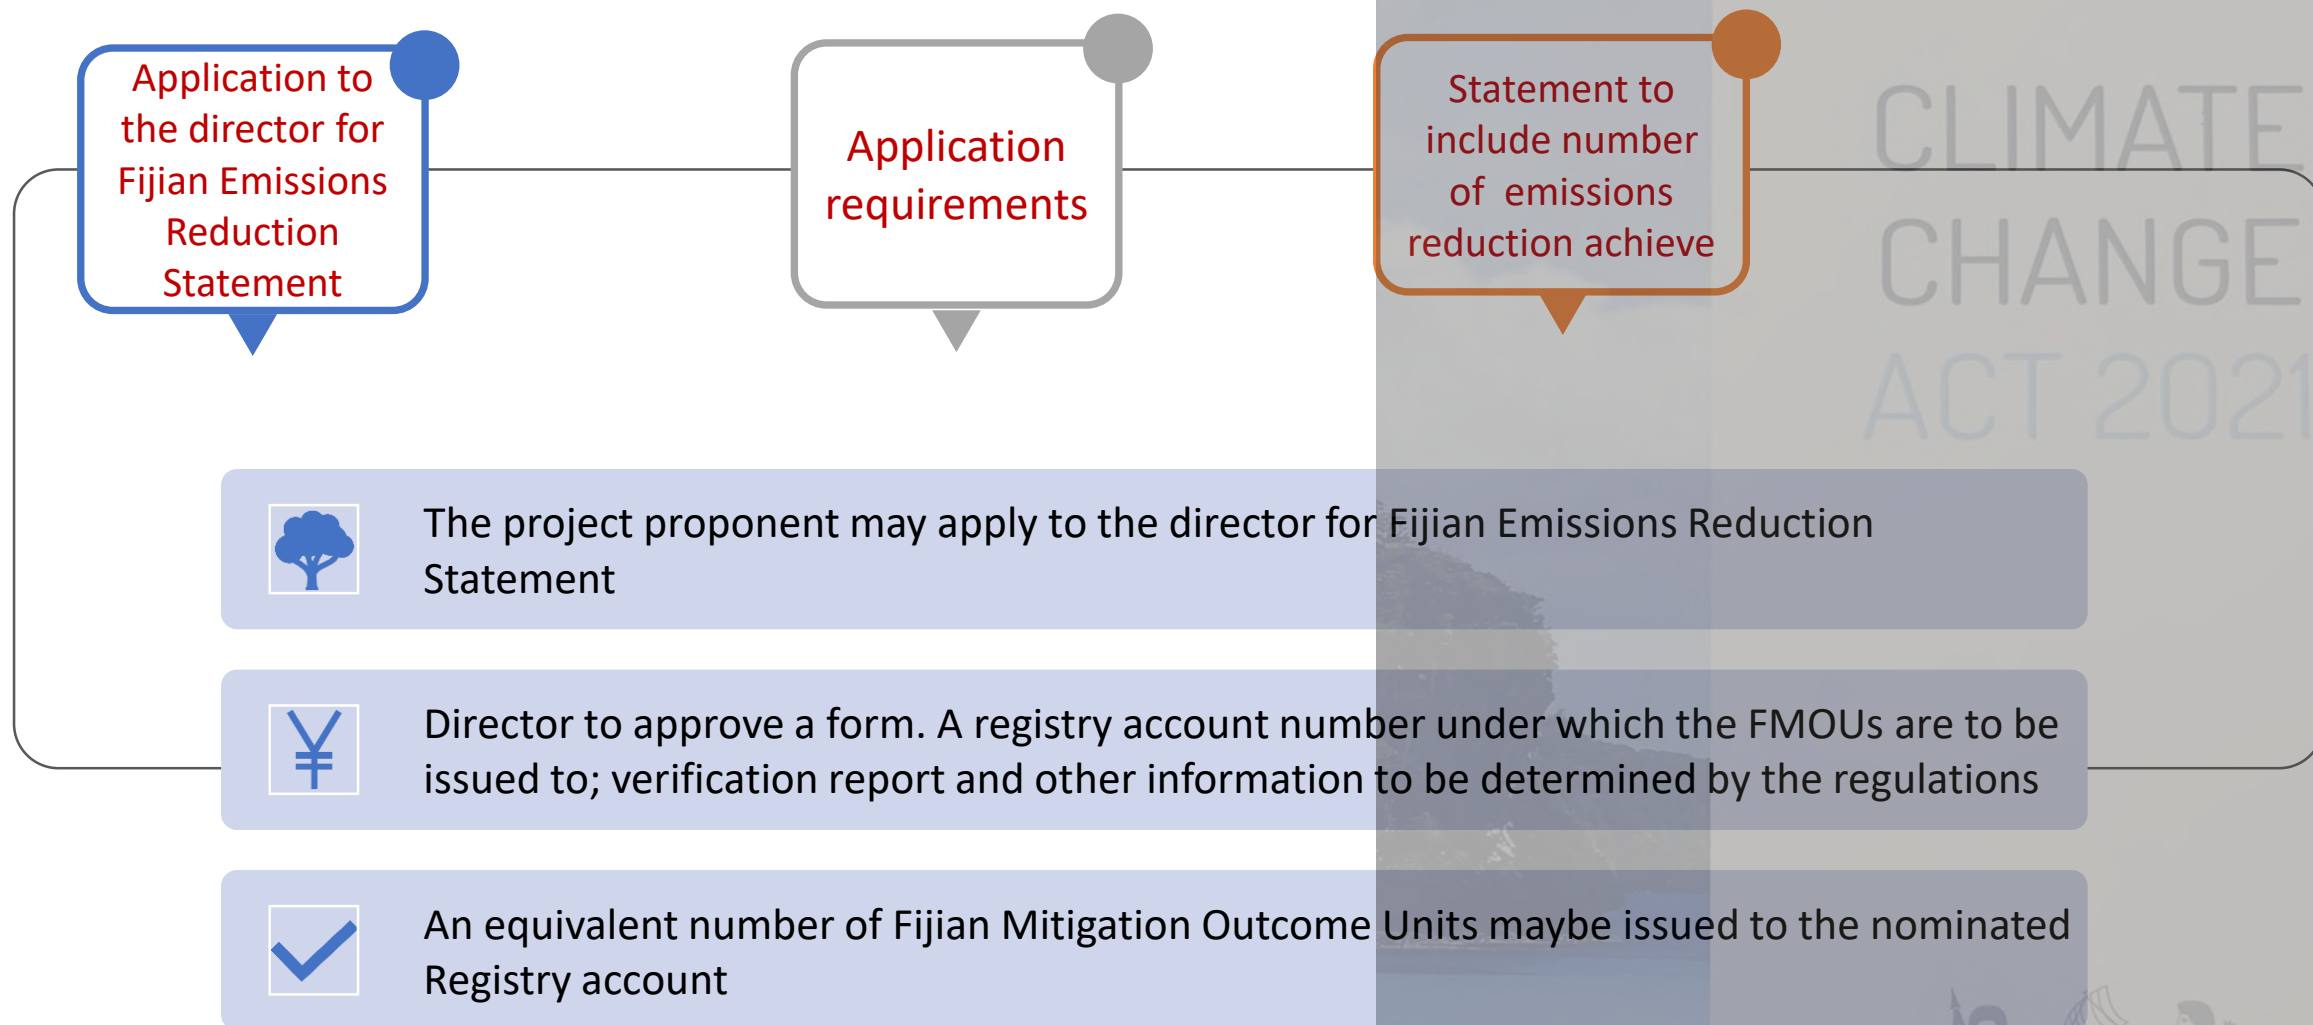 Application to
the director for
Fijian Emissions
Reduction
Statement
Application
requirements
Statement to
include number
of emissions
reduction achieve
CLIMATE
CHANGE
ACT 2021
The project proponent may apply to the director for Fijian Emissions Reduction
Statement
¥
Director to approve a form. A registry account number under which the FMOUs are to be
issued to; verification report and other information to be determined by the regulations
An equivalent number of Fijian Mitigation Outcome Units maybe issued to the nominated
Registry account